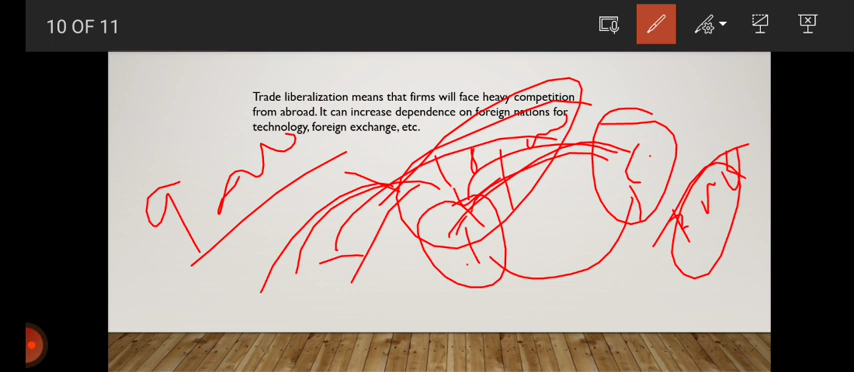 10 OF 11
Trade liberalization means that firms will face heavy competition
from abroad. It can increase dependence on foreign nations for
technology, foreign exchange, etc.